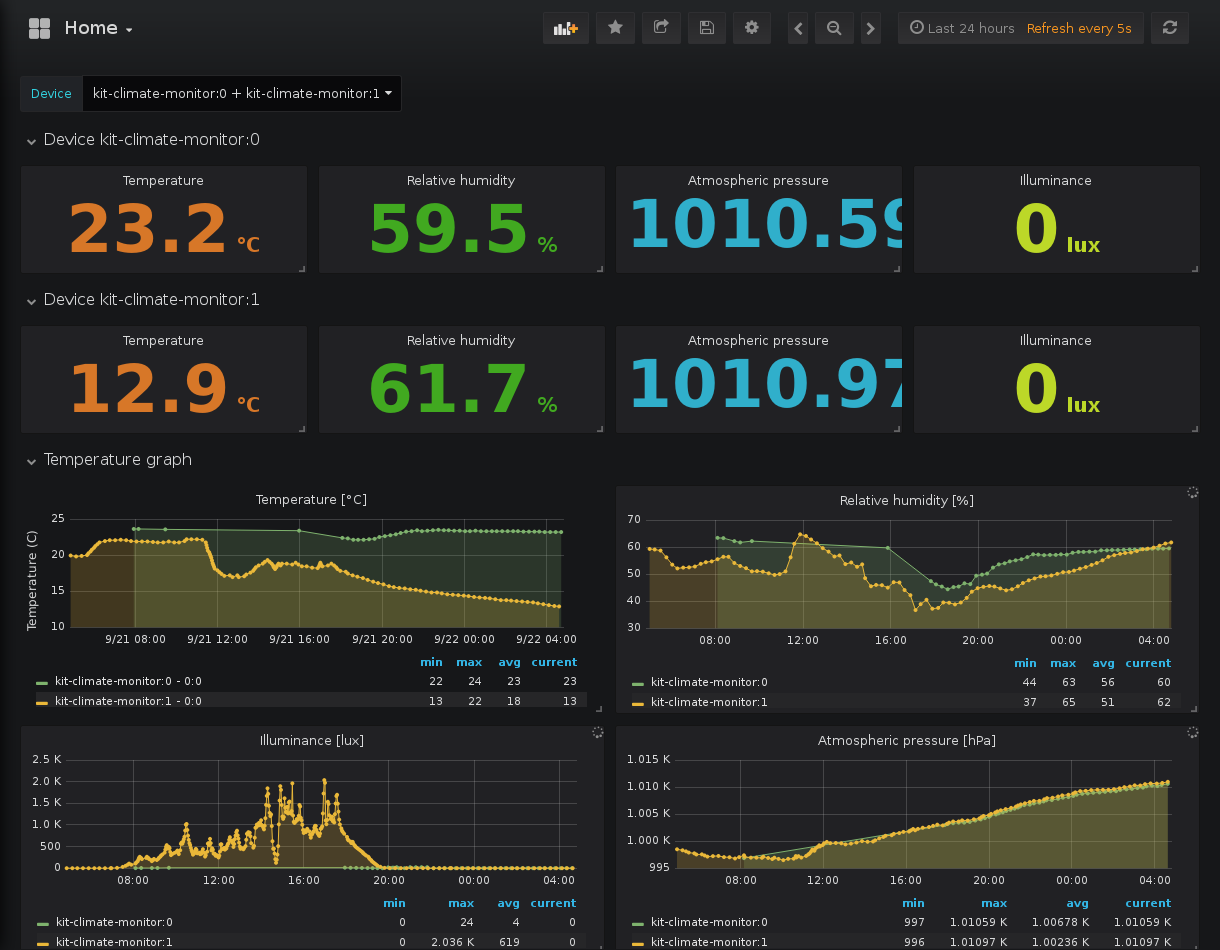 Home
Last 24 hours Refresh every 5s
Device kit-climate-monitor:0 + kit-climate-monitor:1
Device kit-climate-monitor:0
Temperature Relative humidity Atmospheric pressure Illuminance
23.2 °C 59.5 % 1010.59 0 lux
Device kit-climate-monitor:1
Temperature Relative humidity Atmospheric pressure Illuminance
12.9 °C 61.7 % 1010.97 0 lux
Temperature graph
Temperature [°C]
Temperature (C)
25
20
15
10
9/21 08:00 9/21 12:00 9/21 16:00 9/21 20:00 9/22 00:00 9/22 04:00
min max avg current
kit-climate-monitor:0 - 0:0 22 24 23 23
kit-climate-monitor:1 - 0:0 13 22 18 13
Relative humidity [%]
70
60
50
40
30
08:00 12:00 16:00 20:00 00:00 04:00
min max avg current
kit-climate-monitor:0 44 63 56 60
kit-climate-monitor:1 37 65 51 62
Illuminance [lux]
2.5 K
2.0 K
1.5 K
1.0 K
500
0
08:00 12:00 16:00 20:00 00:00 04:00
min max avg current
kit-climate-monitor:0 0 24 4 0
kit-climate-monitor:1 0 2.036 K 619 0
Atmospheric pressure [hPa]
1.015 K
1.010 K
1.005 K
1.000 K
995
08:00 12:00 16:00 20:00 00:00 04:00
min max avg current
kit-climate-monitor:0 997 1.01059 K 1.00678 K 1.01059 K
kit-climate-monitor:1 996 1.01097 K 1.00236 K 1.01097 K